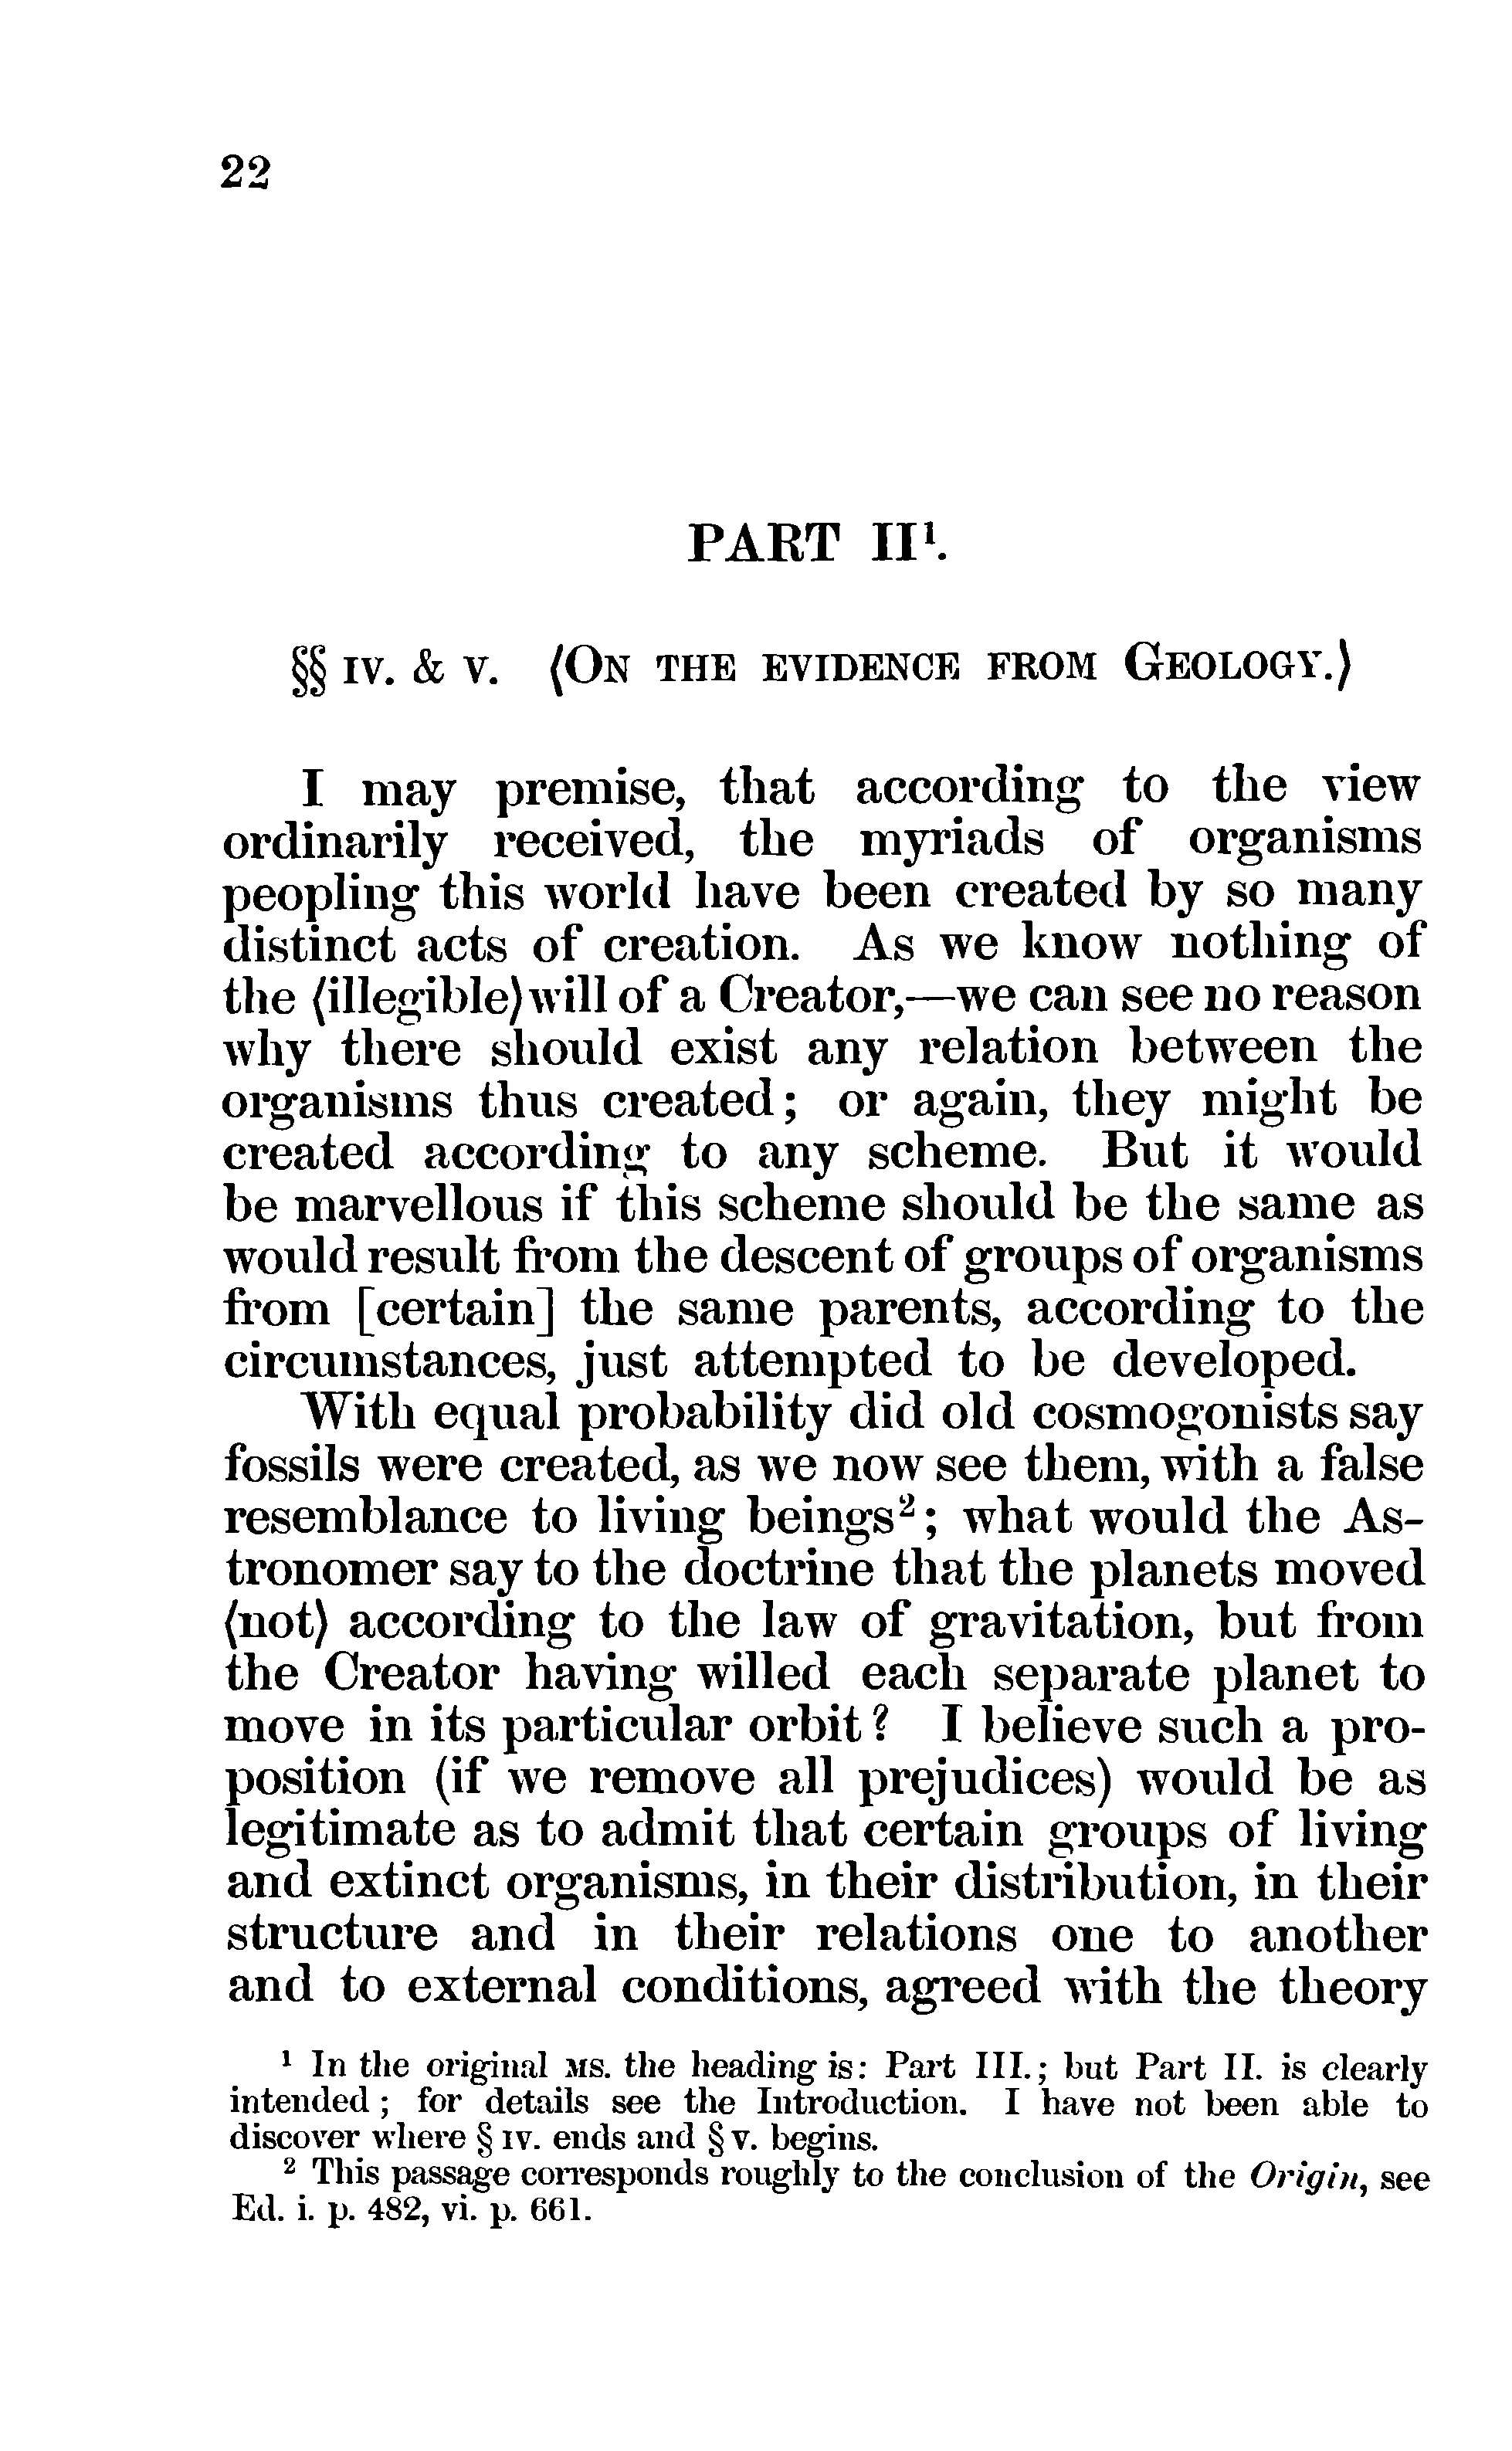 22
PART II¹.
§§ IV. & V. ⟨ON THE EVIDENCE FROM GEOLOGY.⟩
I may premise, that according to the view
ordinarily received, the myriads of organisms
peopling this world have been created by so many
distinct acts of creation. As we know nothing of
the ⟨illegible⟩ will of a Creator,—we can see no reason
why there should exist any relation between the
organisms thus created; or again, they might be
created according to any scheme. But it would
be marvellous if this scheme should be the same as
would result from the descent of groups of organisms
from [certain] the same parents, according to the
circumstances, just attempted to be developed.
With equal probability did old cosmogonists say
fossils were created, as we now see them, with a false
resemblance to living beings²; what would the As-
tronomer say to the doctrine that the planets moved
⟨not⟩ according to the law of gravitation, but from
the Creator having willed each separate planet to
move in its particular orbit? I believe such a pro-
position (if we remove all prejudices) would be as
legitimate as to admit that certain groups of living
and extinct organisms, in their distribution, in their
structure and in their relations one to another
and to external conditions, agreed with the theory
¹ In the original MS. the heading is: Part III.; but Part II. is clearly
intended; for details see the Introduction. I have not been able to
discover where § IV. ends and § V. begins.
² This passage corresponds roughly to the conclusion of the Origin, see
Ed. i. p. 482, vi. p. 661.